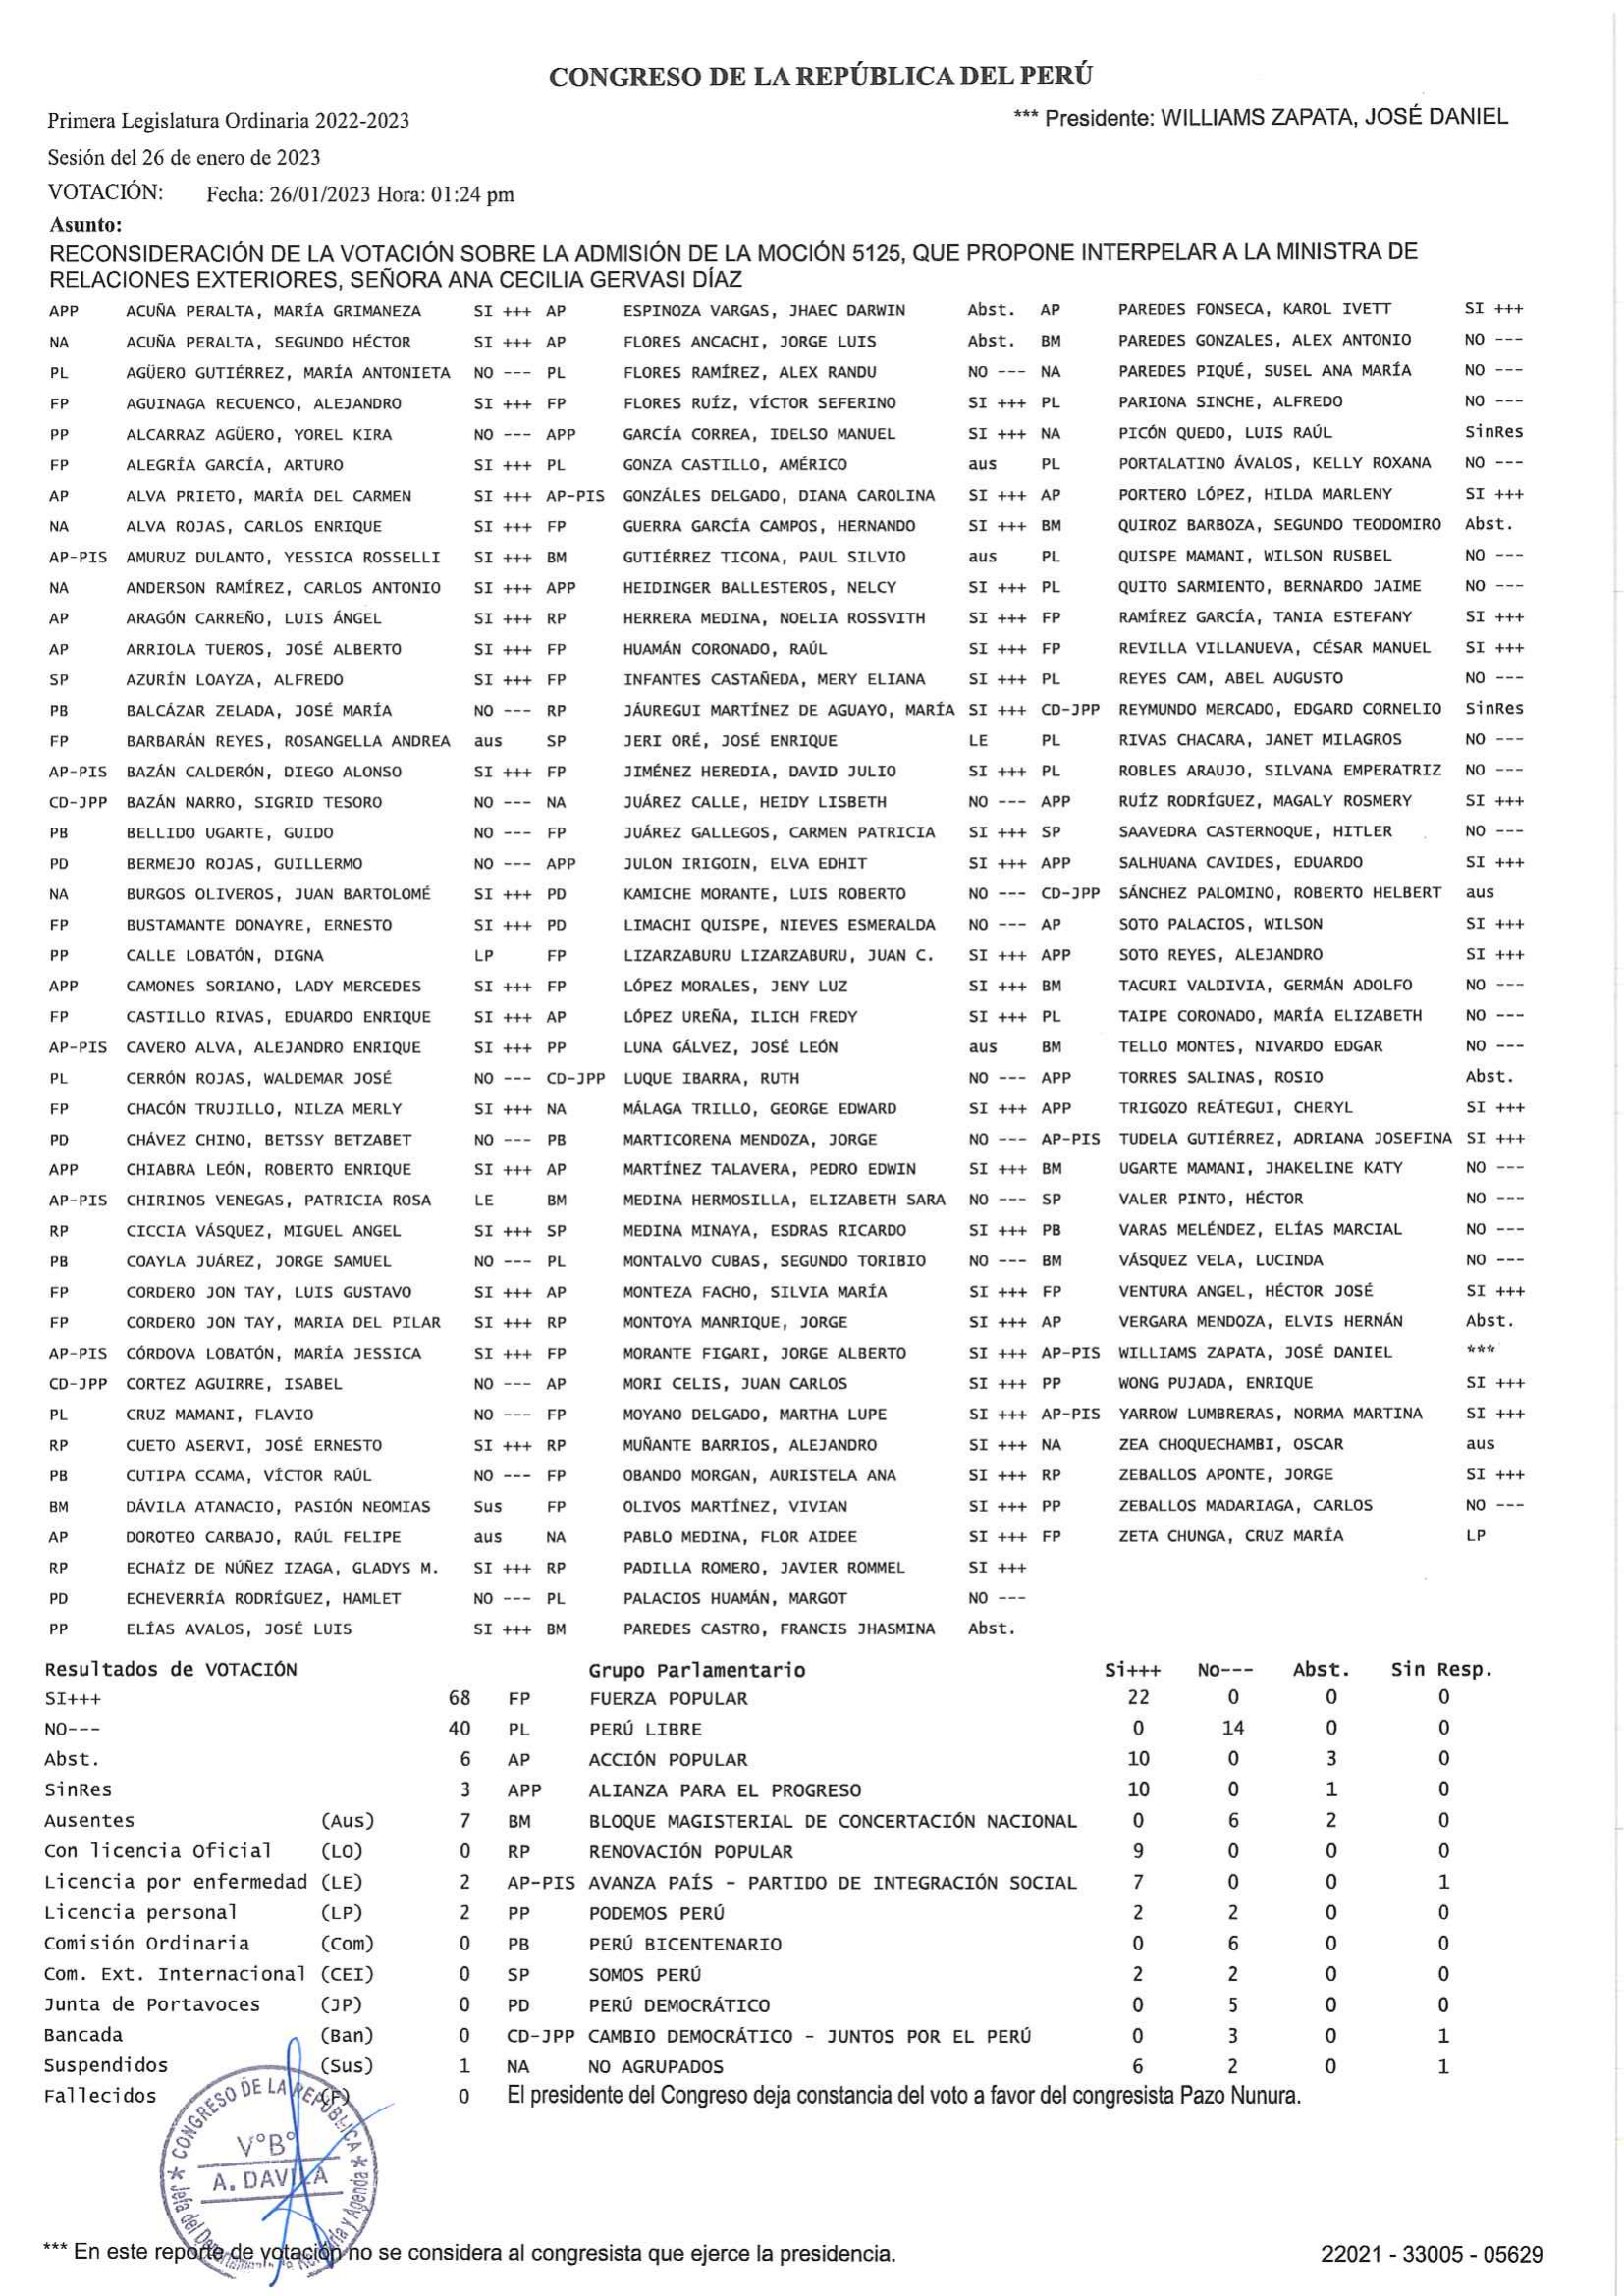 CONGRESO DE LA REPÚBLICA DEL PERÚ
Primera Legislatura Ordinaria 2022-2023
*** Presidente: WILLIAMS ZAPATA, JOSÉ DANIEL
Sesión del 26 de enero de 2023
VOTACIÓN: Fecha: 26/01/2023 Hora: 01:24 pm
Asunto:
RECONSIDERACIÓN DE LA VOTACIÓN SOBRE LA ADMISIÓN DE LA MOCIÓN 5125, QUE PROPONE INTERPELAR A LA MINISTRA DE
RELACIONES EXTERIORES, SEÑORA ANA CECILIA GERVASI DÍAZ
APP ACUÑA PERALTA, MARÍA GRIMANEZA SI +++ AP ESPINOZA VARGAS, JHAEC DARWIN Abst. AP PAREDES FONSECA, KAROL IVETT SI +++
NA ACUÑA PERALTA, SEGUNDO HÉCTOR SI +++ AP FLORES ANCACHI, JORGE LUIS Abst. BM PAREDES GONZALES, ALEX ANTONIO NO ---
PL AGÜERO GUTIÉRREZ, MARÍA ANTONIETA NO --- PL FLORES RAMÍREZ, ALEX RANDU NO --- NA PAREDES PIQUÉ, SUSEL ANA MARÍA NO ---
FP AGUINAGA RECUENCO, ALEJANDRO SI +++ FP FLORES RUÍZ, VÍCTOR SEFERINO SI +++ PL PARIONA SINCHE, ALFREDO NO ---
PP ALCARRAZ AGÜERO, YOREL KIRA NO --- APP GARCÍA CORREA, IDELSO MANUEL SI +++ NA PICÓN QUEDO, LUIS RAÚL SinRes
FP ALEGRÍA GARCÍA, ARTURO SI +++ PL GONZA CASTILLO, AMÉRICO aus PL PORTALATINO ÁVALOS, KELLY ROXANA NO ---
AP ALVA PRIETO, MARÍA DEL CARMEN SI +++ AP-PIS GONZÁLES DELGADO, DIANA CAROLINA SI +++ AP PORTERO LÓPEZ, HILDA MARLENY SI +++
NA ALVA ROJAS, CARLOS ENRIQUE SI +++ FP GUERRA GARCÍA CAMPOS, HERNANDO SI +++ BM QUIROZ BARBOZA, SEGUNDO TEODOMIRO Abst.
AP-PIS AMURUZ DULANTO, YESSICA ROSSELLI SI +++ BM GUTIÉRREZ TICONA, PAUL SILVIO aus PL QUISPE MAMANI, WILSON RUSBEL NO ---
NA ANDERSON RAMÍREZ, CARLOS ANTONIO SI +++ APP HEIDINGER BALLESTEROS, NELCY SI +++ PL QUITO SARMIENTO, BERNARDO JAIME NO ---
AP ARAGÓN CARREÑO, LUIS ÁNGEL SI +++ RP HERRERA MEDINA, NOELIA ROSSVITH SI +++ FP RAMÍREZ GARCÍA, TANIA ESTEFANY SI +++
AP ARRIOLA TUEROS, JOSÉ ALBERTO SI +++ FP HUAMÁN CORONADO, RAÚL SI +++ FP REVILLA VILLANUEVA, CÉSAR MANUEL SI +++
SP AZURÍN LOAYZA, ALFREDO SI +++ FP INFANTES CASTAÑEDA, MERY ELIANA SI +++ PL REYES CAM, ABEL AUGUSTO NO ---
PB BALCÁZAR ZELADA, JOSÉ MARÍA NO --- RP JÁUREGUI MARTÍNEZ DE AGUAYO, MARÍA SI +++ CD-JPP REYMUNDO MERCADO, EDGARD CORNELIO SinRes
FP BARBARÁN REYES, ROSANGELLA ANDREA aus SP JERI ORÉ, JOSÉ ENRIQUE LE PL RIVAS CHACARA, JANET MILAGROS NO ---
AP-PIS BAZÁN CALDERÓN, DIEGO ALONSO SI +++ FP JIMÉNEZ HEREDIA, DAVID JULIO SI +++ PL ROBLES ARAUJO, SILVANA EMPERATRIZ NO ---
CD-JPP BAZÁN NARRO, SIGRID TESORO NO --- NA JUÁREZ CALLE, HEIDY LISBETH NO --- APP RUÍZ RODRÍGUEZ, MAGALY ROSMERY SI +++
PB BELLIDO UGARTE, GUIDO NO --- FP JUÁREZ GALLEGOS, CARMEN PATRICIA SI +++ SP SAAVEDRA CASTERNOQUE, HITLER NO ---
PD BERMEJO ROJAS, GUILLERMO NO --- APP JULON IRIGOIN, ELVA EDHIT SI +++ APP SALHUANA CAVIDES, EDUARDO SI +++
NA BURGOS OLIVEROS, JUAN BARTOLOMÉ SI +++ PD KAMICHE MORANTE, LUIS ROBERTO NO --- CD-JPP SÁNCHEZ PALOMINO, ROBERTO HELBERT aus
FP BUSTAMANTE DONAYRE, ERNESTO SI +++ PD LIMACHI QUISPE, NIEVES ESMERALDA NO --- AP SOTO PALACIOS, WILSON SI +++
PP CALLE LOBATÓN, DIGNA LP FP LIZARZABURU LIZARZABURU, JUAN C. SI +++ APP SOTO REYES, ALEJANDRO SI +++
APP CAMONES SORIANO, LADY MERCEDES SI +++ FP LÓPEZ MORALES, JENY LUZ SI +++ BM TACURI VALDIVIA, GERMÁN ADOLFO NO ---
FP CASTILLO RIVAS, EDUARDO ENRIQUE SI +++ AP LÓPEZ UREÑA, ILICH FREDY SI +++ PL TAIPE CORONADO, MARÍA ELIZABETH NO ---
AP-PIS CAVERO ALVA, ALEJANDRO ENRIQUE SI +++ PP LUNA GÁLVEZ, JOSÉ LEÓN aus BM TELLO MONTES, NIVARDO EDGAR NO ---
PL CERRÓN ROJAS, WALDEMAR JOSÉ NO --- CD-JPP LUQUE IBARRA, RUTH NO --- APP TORRES SALINAS, ROSIO Abst.
FP CHACÓN TRUJILLO, NILZA MERLY SI +++ NA MÁLAGA TRILLO, GEORGE EDWARD SI +++ APP TRIGOZO REÁTEGUI, CHERYL SI +++
PD CHÁVEZ CHINO, BETSSY BETZABET NO --- PB MARTICORENA MENDOZA, JORGE NO --- AP-PIS TUDELA GUTIÉRREZ, ADRIANA JOSEFINA SI +++
APP CHIABRA LEÓN, ROBERTO ENRIQUE SI +++ AP MARTÍNEZ TALAVERA, PEDRO EDWIN SI +++ BM UGARTE MAMANI, JHAKELINE KATY NO ---
AP-PIS CHIRINOS VENEGAS, PATRICIA ROSA LE BM MEDINA HERMOSILLA, ELIZABETH SARA NO --- SP VALER PINTO, HÉCTOR NO ---
RP CICCIA VÁSQUEZ, MIGUEL ANGEL SI +++ SP MEDINA MINAYA, ESDRAS RICARDO SI +++ PB VARAS MELÉNDEZ, ELÍAS MARCIAL NO ---
PB COAYLA JUÁREZ, JORGE SAMUEL NO --- PL MONTALVO CUBAS, SEGUNDO TORIBIO NO --- BM VÁSQUEZ VELA, LUCINDA NO ---
FP CORDERO JON TAY, LUIS GUSTAVO SI +++ AP MONTEZA FACHO, SILVIA MARÍA SI +++ FP VENTURA ANGEL, HÉCTOR JOSÉ SI +++
FP CORDERO JON TAY, MARIA DEL PILAR SI +++ RP MONTOYA MANRIQUE, JORGE SI +++ AP VERGARA MENDOZA, ELVIS HERNÁN Abst.
AP-PIS CÓRDOVA LOBATÓN, MARÍA JESSICA SI +++ FP MORANTE FIGARI, JORGE ALBERTO SI +++ AP-PIS WILLIAMS ZAPATA, JOSÉ DANIEL ***
CD-JPP CORTEZ AGUIRRE, ISABEL NO --- AP MORI CELIS, JUAN CARLOS SI +++ PP WONG PUJADA, ENRIQUE SI +++
PL CRUZ MAMANI, FLAVIO NO --- FP MOYANO DELGADO, MARTHA LUPE SI +++ AP-PIS YARROW LUMBRERAS, NORMA MARTINA SI +++
RP CUETO ASERVI, JOSÉ ERNESTO SI +++ RP MUÑANTE BARRIOS, ALEJANDRO SI +++ NA ZEA CHOQUECHAMBI, OSCAR aus
PB CUTIPA CCAMA, VÍCTOR RAÚL NO --- FP OBANDO MORGAN, AURISTELA ANA SI +++ RP ZEBALLOS APONTE, JORGE SI +++
BM DÁVILA ATANACIO, PASIÓN NEOMIAS Sus FP OLIVOS MARTÍNEZ, VIVIAN SI +++ PP ZEBALLOS MADARIAGA, CARLOS NO ---
AP DOROTEO CARBAJO, RAÚL FELIPE aus NA PABLO MEDINA, FLOR AIDEE SI +++ FP ZETA CHUNGA, CRUZ MARÍA LP
RP ECHAÍZ DE NÚÑEZ IZAGA, GLADYS M. SI +++ RP PADILLA ROMERO, JAVIER ROMMEL SI +++
PD ECHEVERRÍA RODRÍGUEZ, HAMLET NO --- PL PALACIOS HUAMÁN, MARGOT NO ---
PP ELÍAS AVALOS, JOSÉ LUIS SI +++ BM PAREDES CASTRO, FRANCIS JHASMINA Abst.
Resultados de VOTACIÓN Grupo Parlamentario Si+++ No--- Abst. Sin Resp.
SI+++ 68 FP FUERZA POPULAR 22 0 0 0
NO--- 40 PL PERÚ LIBRE 0 14 0 0
Abst. 6 AP ACCIÓN POPULAR 10 0 3 0
SinRes 3 APP ALIANZA PARA EL PROGRESO 10 0 1 0
Ausentes (Aus) 7 BM BLOQUE MAGISTERIAL DE CONCERTACIÓN NACIONAL 0 6 2 0
Con licencia Oficial (LO) 0 RP RENOVACIÓN POPULAR 9 0 0 0
Licencia por enfermedad (LE) 2 AP-PIS AVANZA PAÍS - PARTIDO DE INTEGRACIÓN SOCIAL 7 0 0 1
Licencia personal (LP) 2 PP PODEMOS PERÚ 2 2 0 0
Comisión Ordinaria (Com) 0 PB PERÚ BICENTENARIO 0 6 0 0
Com. Ext. Internacional (CEI) 0 SP SOMOS PERÚ 2 2 0 0
Junta de Portavoces (JP) 0 PD PERÚ DEMOCRÁTICO 0 5 0 0
Bancada (Ban) 0 CD-JPP CAMBIO DEMOCRÁTICO - JUNTOS POR EL PERÚ 0 3 0 1
Suspendidos (Sus) 1 NA NO AGRUPADOS 6 2 0 1
Fallecidos (F) 0 El presidente del Congreso deja constancia del voto a favor del congresista Pazo Nunura.
CONGRESO DE LA REPÚBLICA
V°B°
A. DAVILA
Jefa del y Agenda
*** En este reporte de votación no se considera al congresista que ejerce la presidencia.
22021 - 33005 - 05629